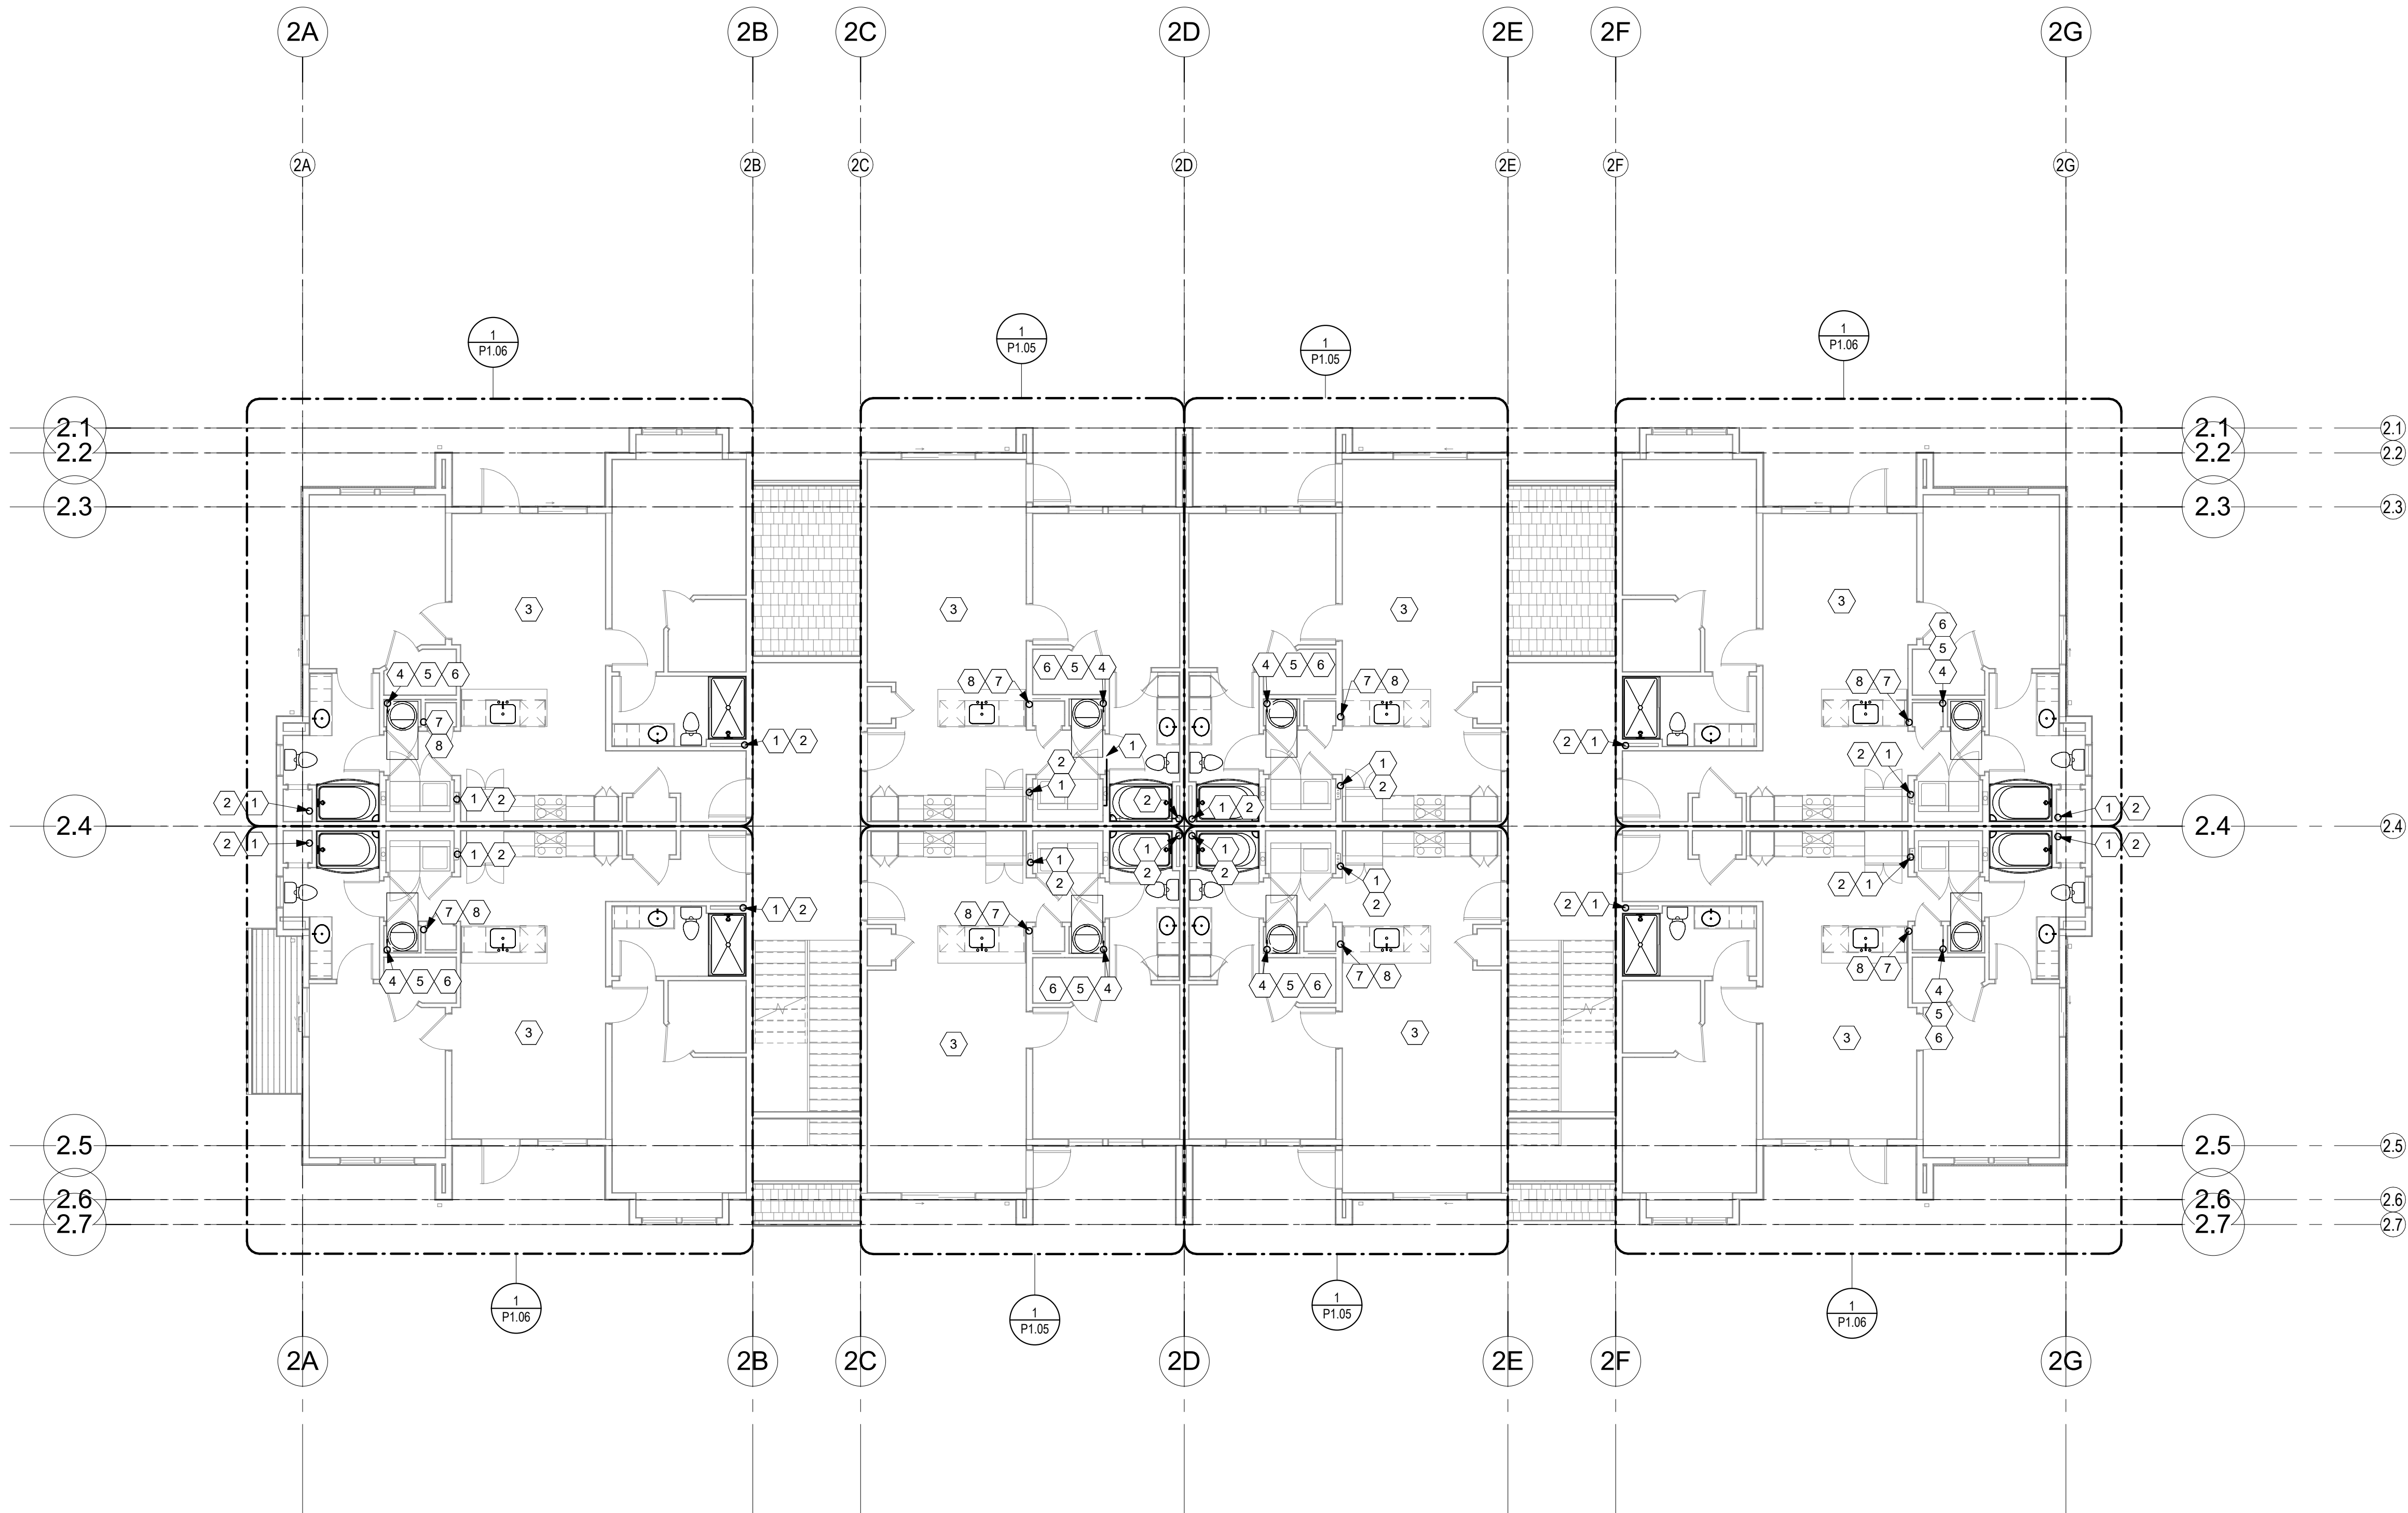 2A 2B 2C 2D 2E 2F 2G
2A 2B 2C 2D 2E 2F 2G
1 1 1 1
P1.06 P1.05 P1.05 P1.06
2.1 2.1 2.1
2.2 2.2 2.2
2.3 2.3 2.3
3 3 3 3
6
5
4 5 6 6 5 4 4 5 6 4
8 7 7 8 8 7
7
8
1 2 2 1
1 2 1 2 1
2 1 1 2
2 1 1 2 2 1 2 1 2
2.4 2.4 2.4
2 1 1 2 1 1 1 2
1 2 2 1 2 1
2 2 2
1 2 2 1
7 8 8 7 8 7
7 8
4 5 6 6 5 4 4 5 6 4
5
6
3 3 3 3
2.5 2.5 2.5
2.6 2.6 2.6
2.7 2.7 2.7
1 1 1 1
P1.06 P1.05 P1.05 P1.06
2A 2B 2C 2D 2E 2F 2G